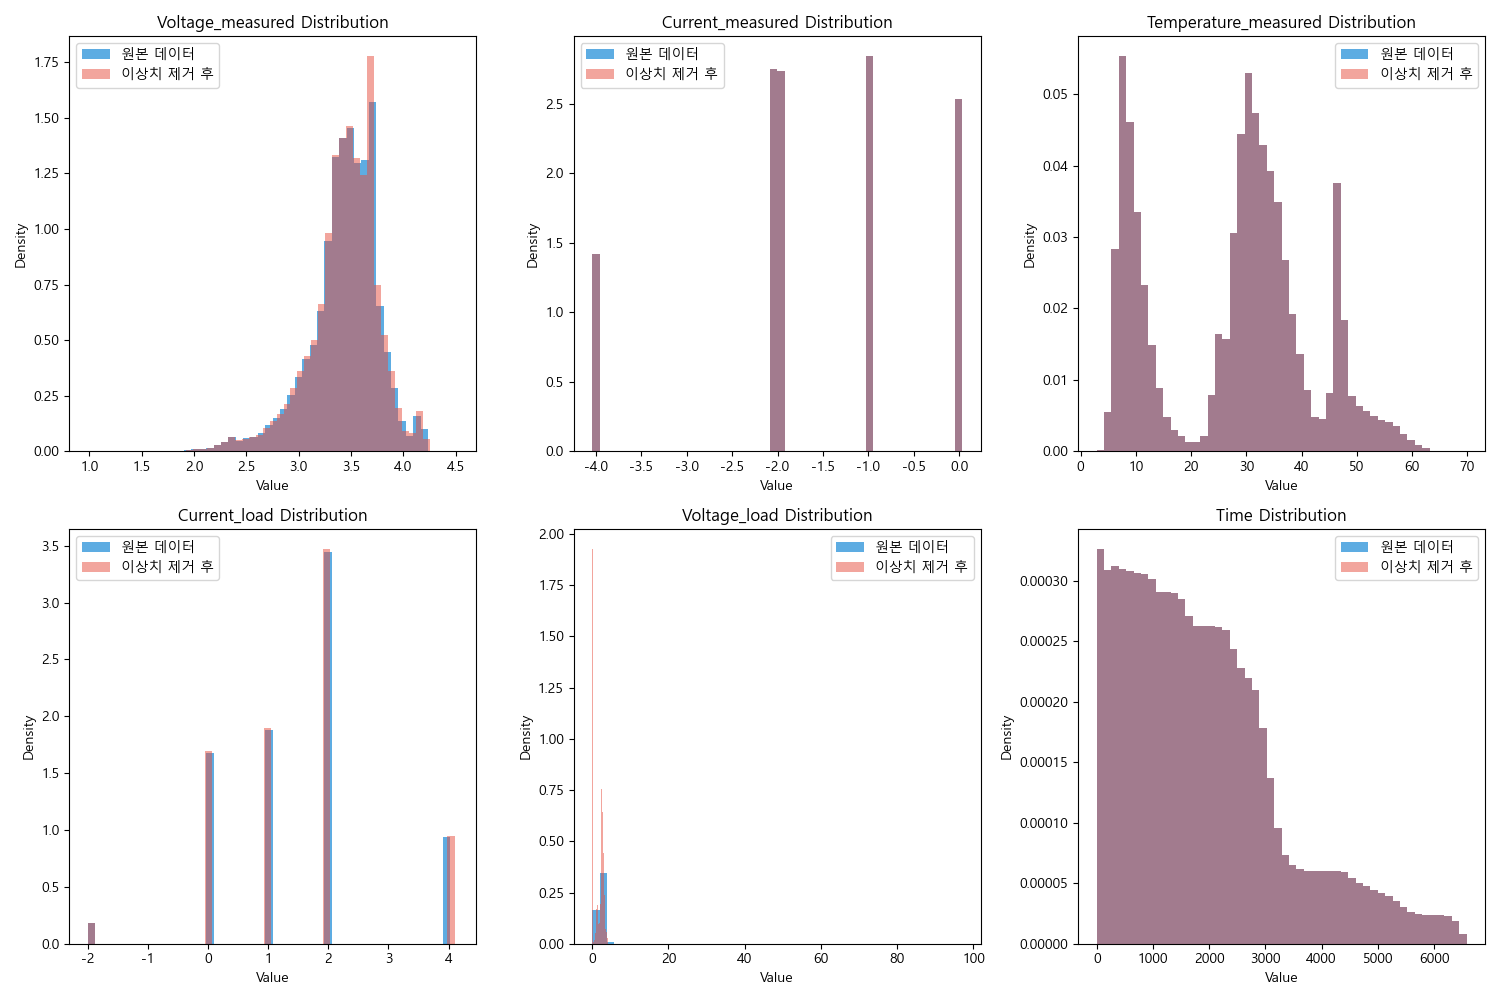 Voltage_measured Distribution
원본 데이터
이상치 제거 후
Density
1.75
1.50
1.25
1.00
0.75
0.50
0.25
0.00
1.0 1.5 2.0 2.5 3.0 3.5 4.0 4.5
Value
Current_measured Distribution
원본 데이터
이상치 제거 후
Density
2.5
2.0
1.5
1.0
0.5
0.0
-4.0 -3.5 -3.0 -2.5 -2.0 -1.5 -1.0 -0.5 0.0
Value
Temperature_measured Distribution
원본 데이터
이상치 제거 후
Density
0.05
0.04
0.03
0.02
0.01
0.00
0 10 20 30 40 50 60 70
Value
Current_load Distribution
원본 데이터
이상치 제거 후
Density
3.5
3.0
2.5
2.0
1.5
1.0
0.5
0.0
-2 -1 0 1 2 3 4
Value
Voltage_load Distribution
원본 데이터
이상치 제거 후
Density
2.00
1.75
1.50
1.25
1.00
0.75
0.50
0.25
0.00
0 20 40 60 80 100
Value
Time Distribution
원본 데이터
이상치 제거 후
Density
0.00030
0.00025
0.00020
0.00015
0.00010
0.00005
0.00000
0 1000 2000 3000 4000 5000 6000
Value